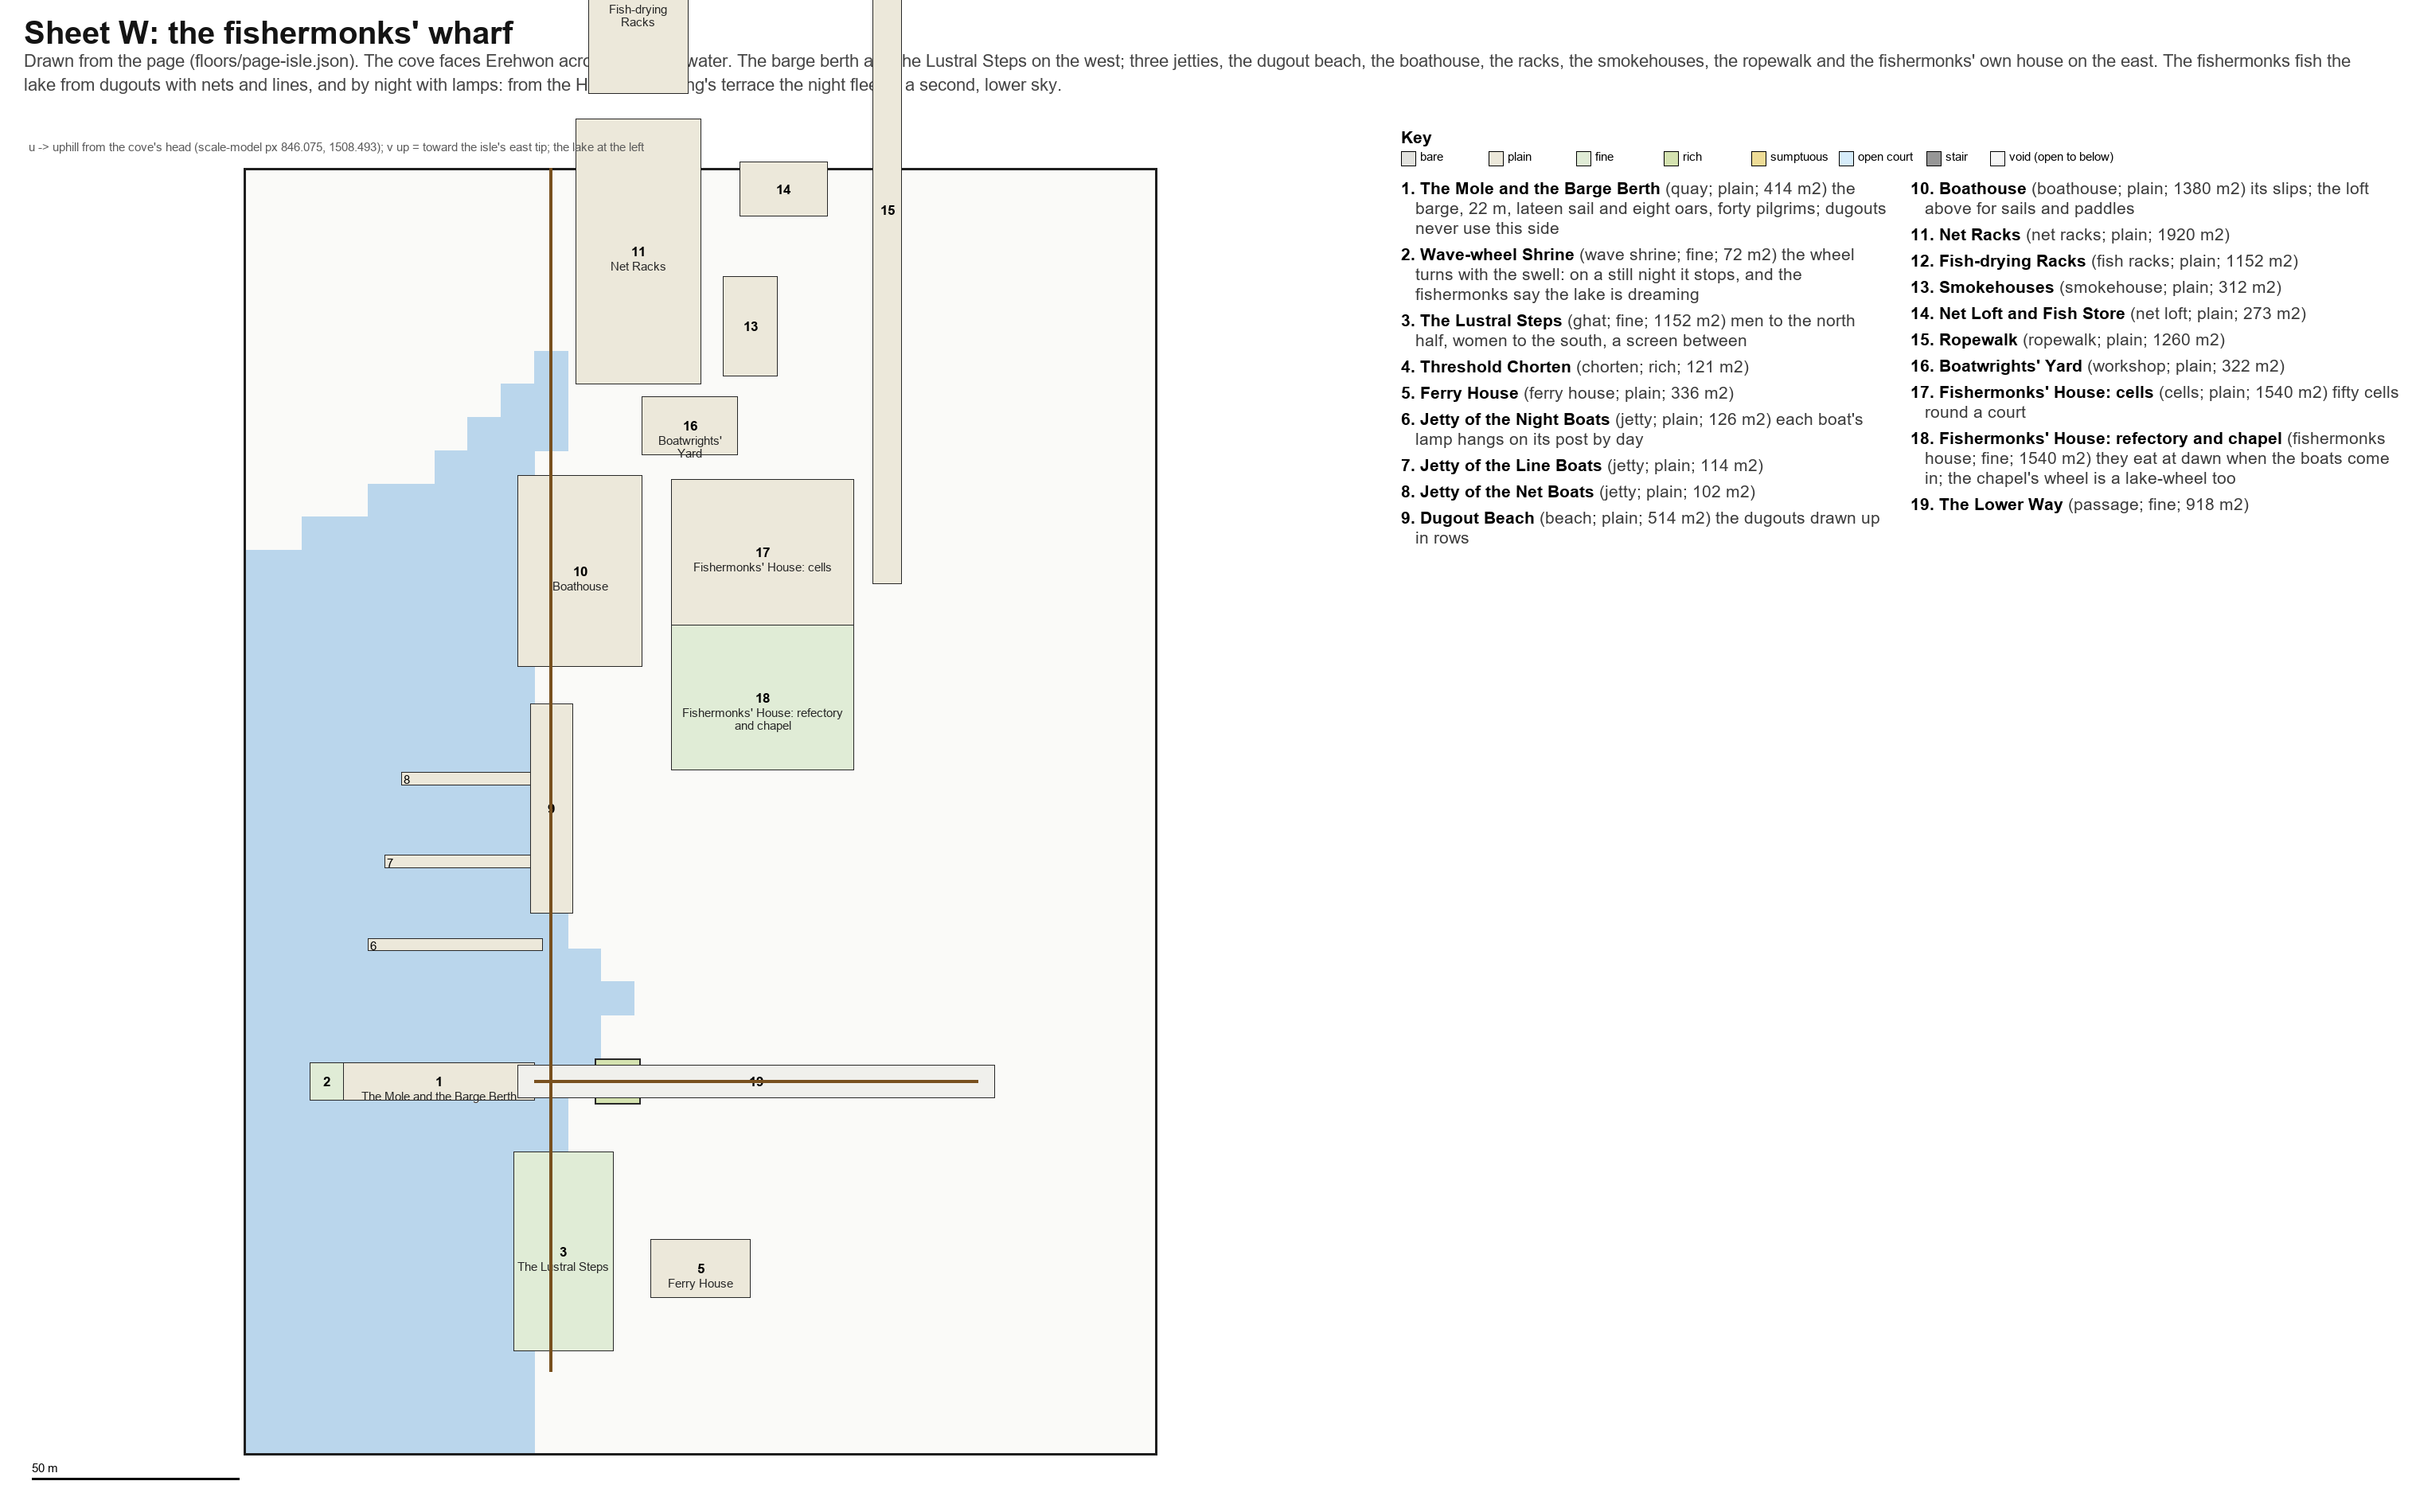 Fish-drying
Racks
Sheet W: the fishermonks' wharf
Drawn from the page (floors/page-isle.json). The cove faces Erehwon acro water. The barge berth a he Lustral Steps on the west; three jetties, the dugout beach, the boathouse, the racks, the smokehouses, the ropewalk and the fishermonks' own house on the east. The fishermonks fish the
lake from dugouts with nets and lines, and by night with lamps: from the H ng's terrace the night flee a second, lower sky.
u -> uphill from the cove's head (scale-model px 846.075, 1508.493); v up = toward the isle's east tip; the lake at the left
14
15
11
Net Racks
13
16
Boatwrights'
Yard
10
Boathouse
17
Fishermonks' House: cells
18
Fishermonks' House: refectory
and chapel
8
9
7
6
2
1
The Mole and the Barge Berth
19
3
The Lustral Steps
5
Ferry House
50 m
Key
bare plain fine rich sumptuous open court stair void (open to below)
1. The Mole and the Barge Berth (quay; plain; 414 m2) the
barge, 22 m, lateen sail and eight oars, forty pilgrims; dugouts
never use this side
2. Wave-wheel Shrine (wave shrine; fine; 72 m2) the wheel
turns with the swell: on a still night it stops, and the
fishermonks say the lake is dreaming
3. The Lustral Steps (ghat; fine; 1152 m2) men to the north
half, women to the south, a screen between
4. Threshold Chorten (chorten; rich; 121 m2)
5. Ferry House (ferry house; plain; 336 m2)
6. Jetty of the Night Boats (jetty; plain; 126 m2) each boat's
lamp hangs on its post by day
7. Jetty of the Line Boats (jetty; plain; 114 m2)
8. Jetty of the Net Boats (jetty; plain; 102 m2)
9. Dugout Beach (beach; plain; 514 m2) the dugouts drawn up
in rows
10. Boathouse (boathouse; plain; 1380 m2) its slips; the loft
above for sails and paddles
11. Net Racks (net racks; plain; 1920 m2)
12. Fish-drying Racks (fish racks; plain; 1152 m2)
13. Smokehouses (smokehouse; plain; 312 m2)
14. Net Loft and Fish Store (net loft; plain; 273 m2)
15. Ropewalk (ropewalk; plain; 1260 m2)
16. Boatwrights' Yard (workshop; plain; 322 m2)
17. Fishermonks' House: cells (cells; plain; 1540 m2) fifty cells
round a court
18. Fishermonks' House: refectory and chapel (fishermonks
house; fine; 1540 m2) they eat at dawn when the boats come
in; the chapel's wheel is a lake-wheel too
19. The Lower Way (passage; fine; 918 m2)